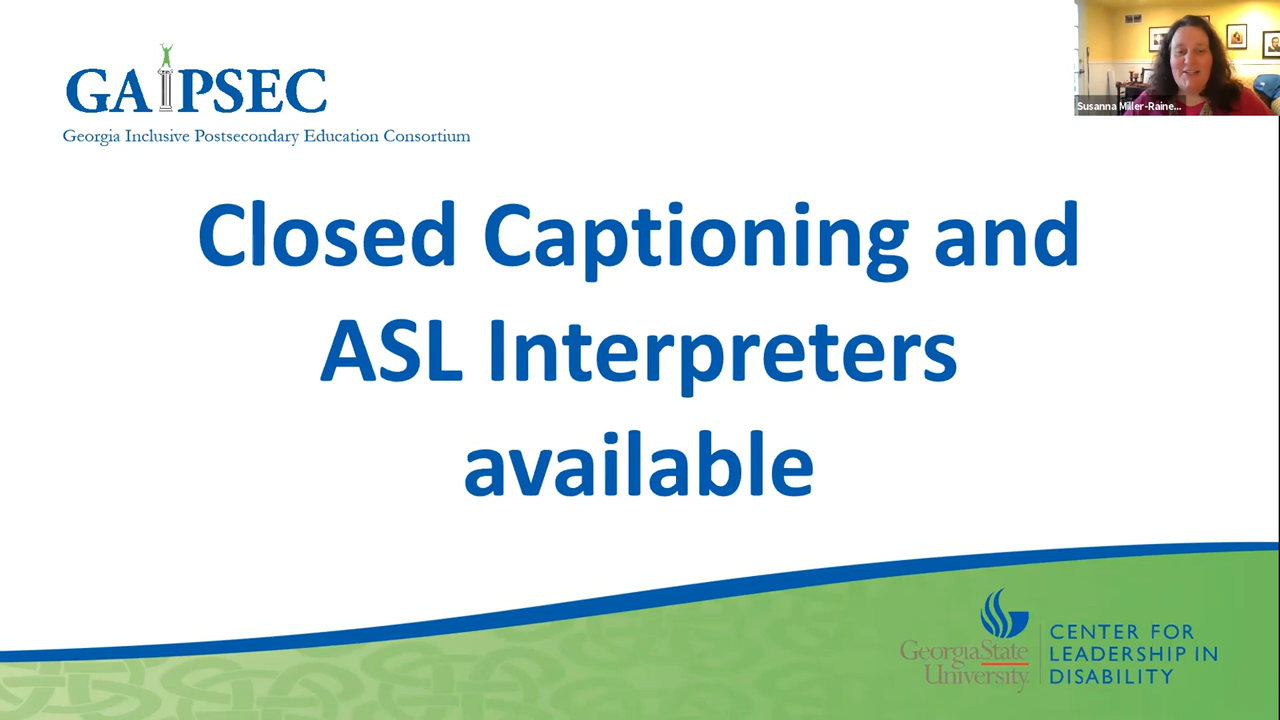 GAIPSEC
Georgia Inclusive Postsecondary Education Consortium
Susanna Miller-Raine...
Closed Captioning and
ASL Interpreters
available
GeorgiaState
University
CENTER FOR
LEADERSHIP IN
DISABILITY